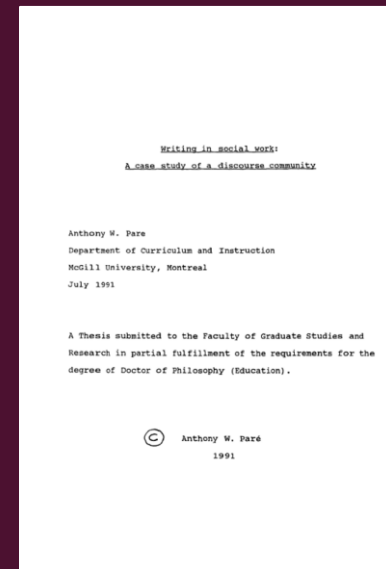 Writing in social work:
A case study of a discourse community
Anthony W. Pare
Department of Curriculum and Instruction
McGill University, Montreal
July 1991
A Thesis submitted to the Faculty of Graduate Studies and
Research in partial fulfillment of the requirements for the
degree of Doctor of Philosophy (Education).
© Anthony W. Paré
1991